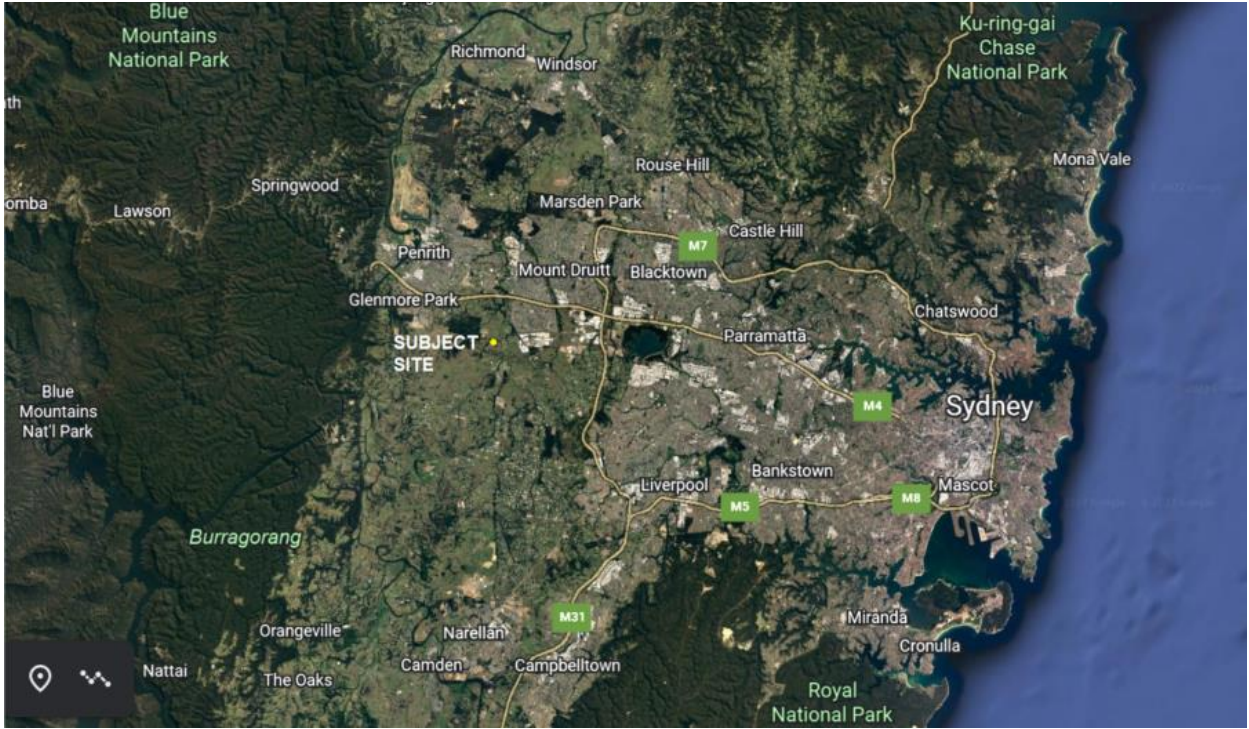 Blue
Mountains
National Park
Ku-ring-gai
Chase
National Park
Richmond
Windsor
Rouse Hill
Mona Vale
Springwood
omba
Lawson
Marsden Park
M7
Castle Hill
Penrith
Mount Druitt
Blacktown
Glenmore Park
Chatswood
SUBJECT
SITE
Parramatta
Blue
Mountains
Nat'l Park
M4
Sydney
Bankstown
Liverpool
Mascot
M5
M8
Burragorang
M31
Orangeville
Narellan
Miranda
Cronulla
Nattai
The Oaks
Camden
Campbelltown
Royal
National Park